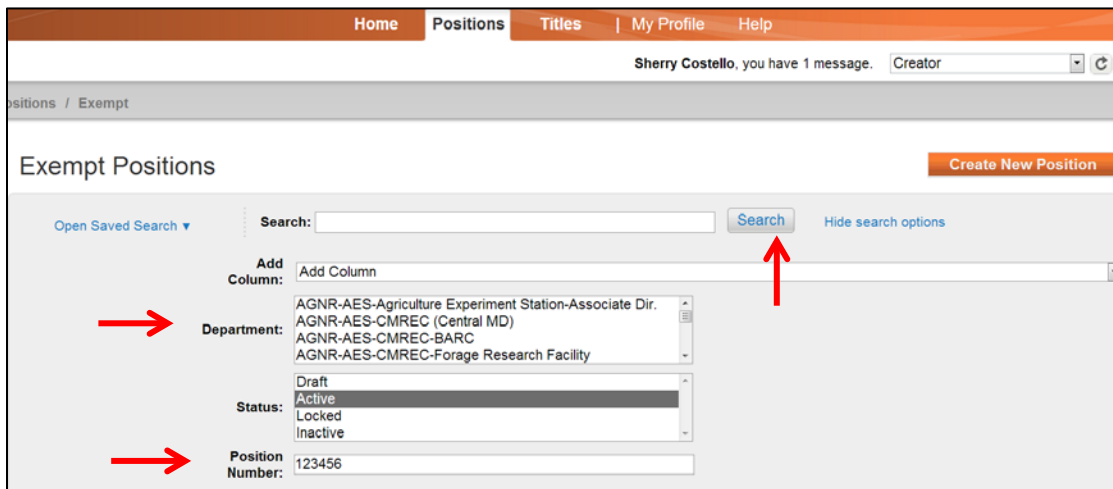 Home Positions Titles | My Profile Help
Sherry Costello, you have 1 message. Creator
ositions / Exempt
Exempt Positions Create New Position
Open Saved Search ▼ Search: Search Hide search options
Add Column: Add Column
Department: AGNR-AES-Agriculture Experiment Station-Associate Dir.
AGNR-AES-CMREC (Central MD)
AGNR-AES-CMREC-BARC
AGNR-AES-CMREC-Forage Research Facility
Status: Draft
Active
Locked
Inactive
Position Number: 123456